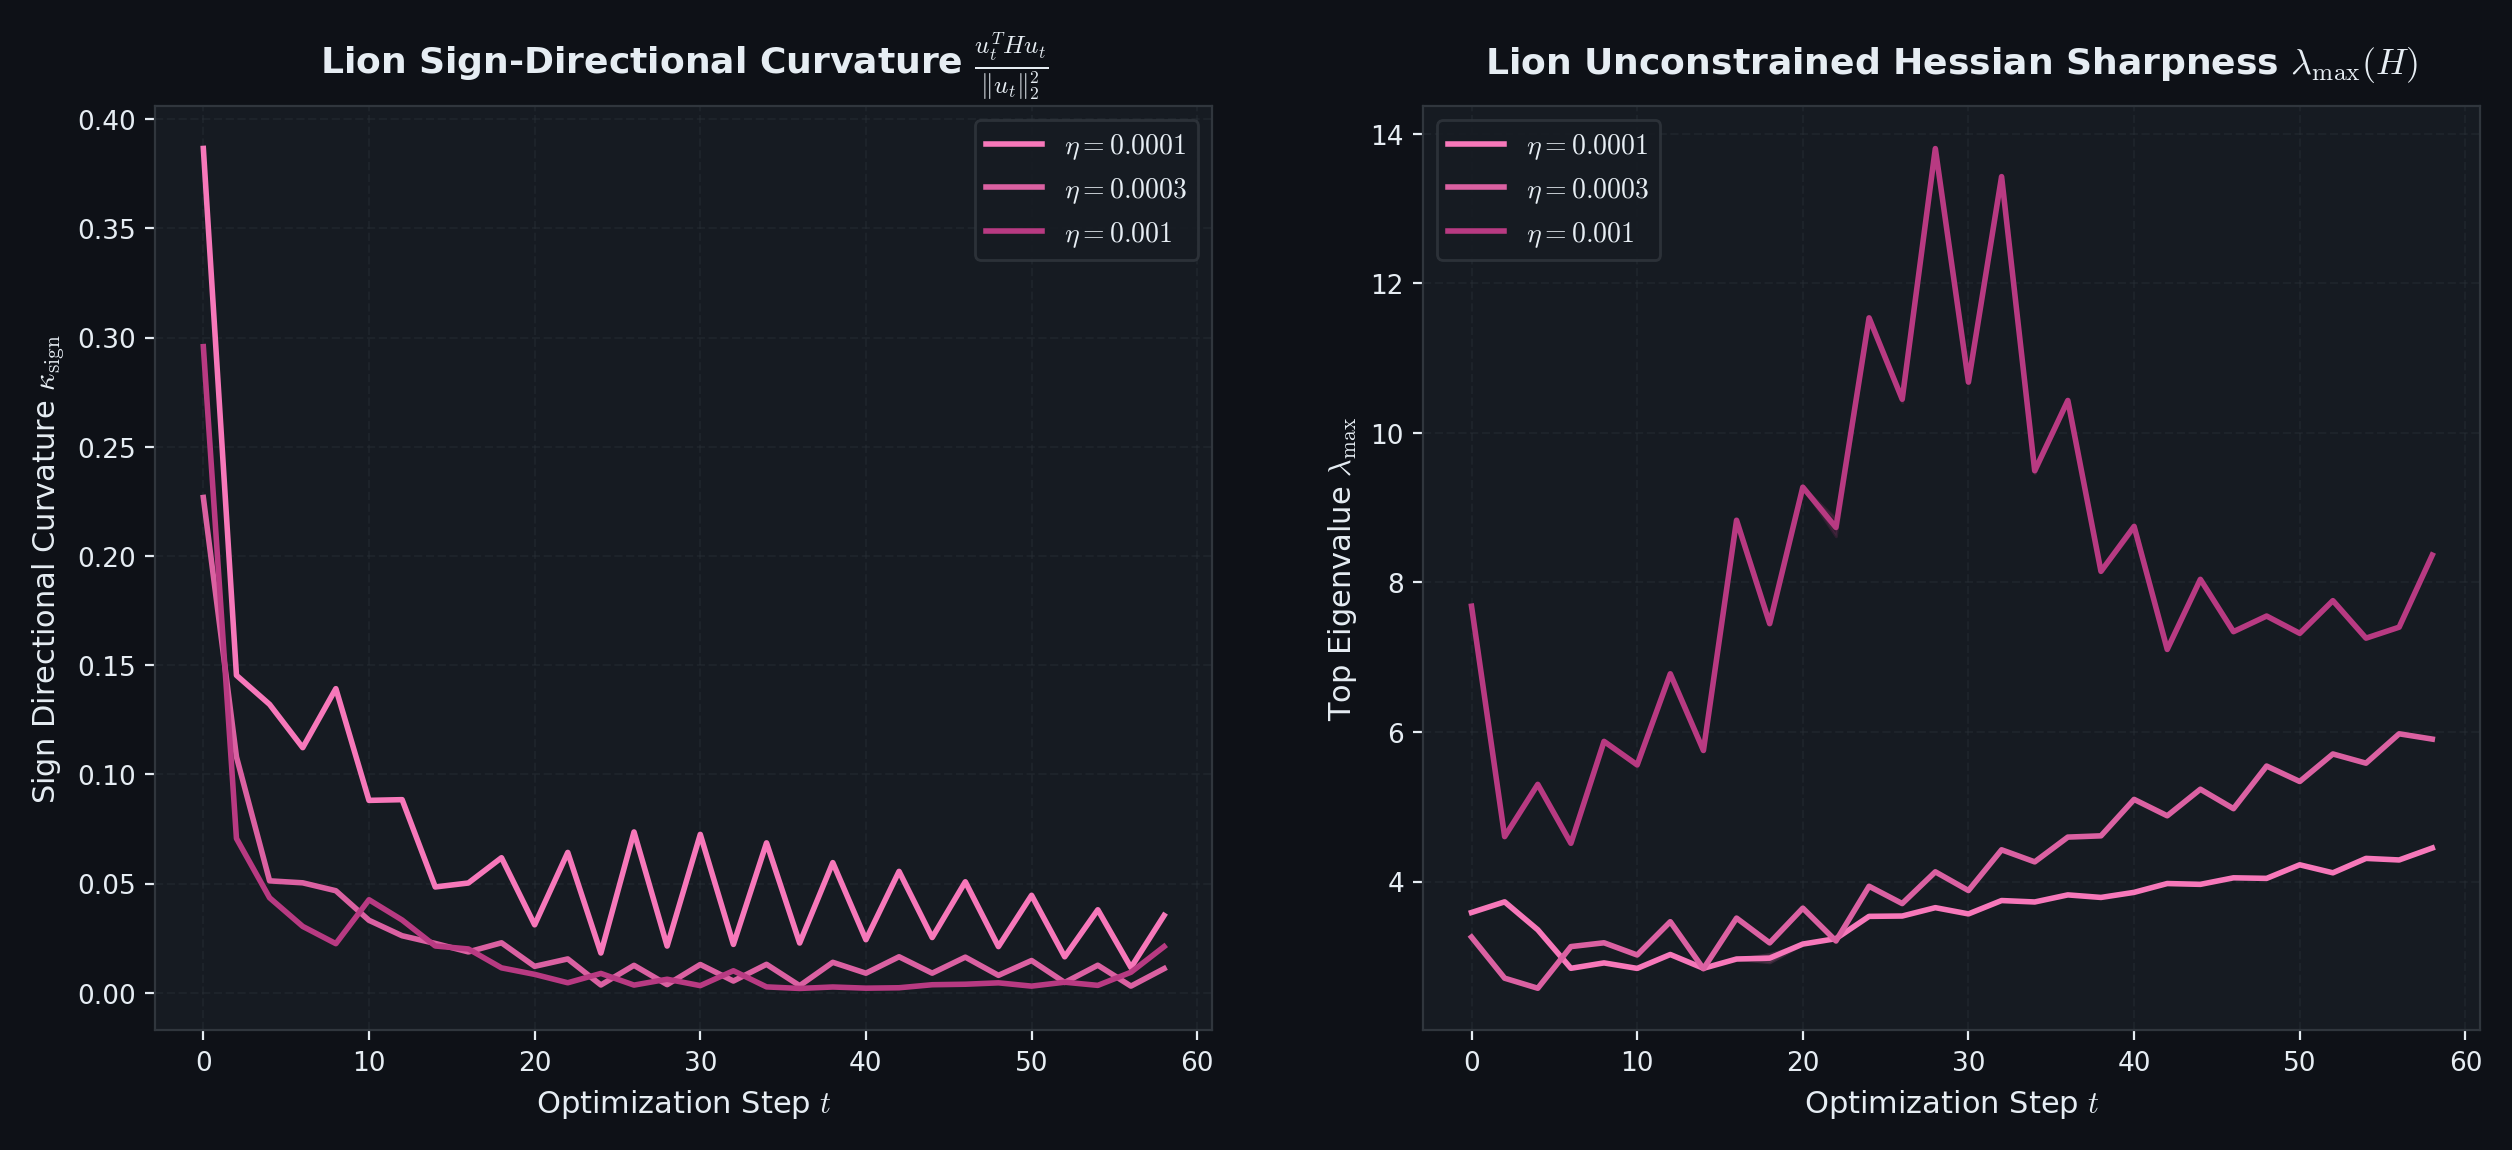 Lion Sign-Directional Curvature $\frac{u_t^T H u_t}{\|u_t\|_2^2}$
0.40
0.35
0.30
0.25
0.20
0.15
0.10
0.05
0.00
Sign Directional Curvature κ_sign
η = 0.0001
η = 0.0003
η = 0.001
0 10 20 30 40 50 60
Optimization Step t
Lion Unconstrained Hessian Sharpness λ_max(H)
14
12
10
8
6
4
Top Eigenvalue λ_max
η = 0.0001
η = 0.0003
η = 0.001
0 10 20 30 40 50 60
Optimization Step t